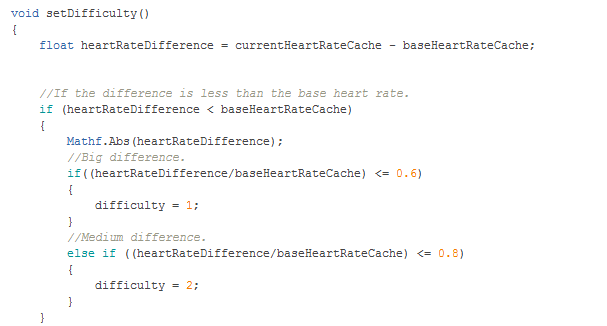 void setDifficulty()
{
    float heartRateDifference = currentHeartRateCache - baseHeartRateCache;
    //If the difference is less than the base heart rate.
    if (heartRateDifference < baseHeartRateCache)
    {
        Mathf.Abs(heartRateDifference);
        //Big difference.
        if((heartRateDifference/baseHeartRateCache) <= 0.6)
        {
            difficulty = 1;
        }
        //Medium difference.
        else if ((heartRateDifference/baseHeartRateCache) <= 0.8)
        {
            difficulty = 2;
        }
    }